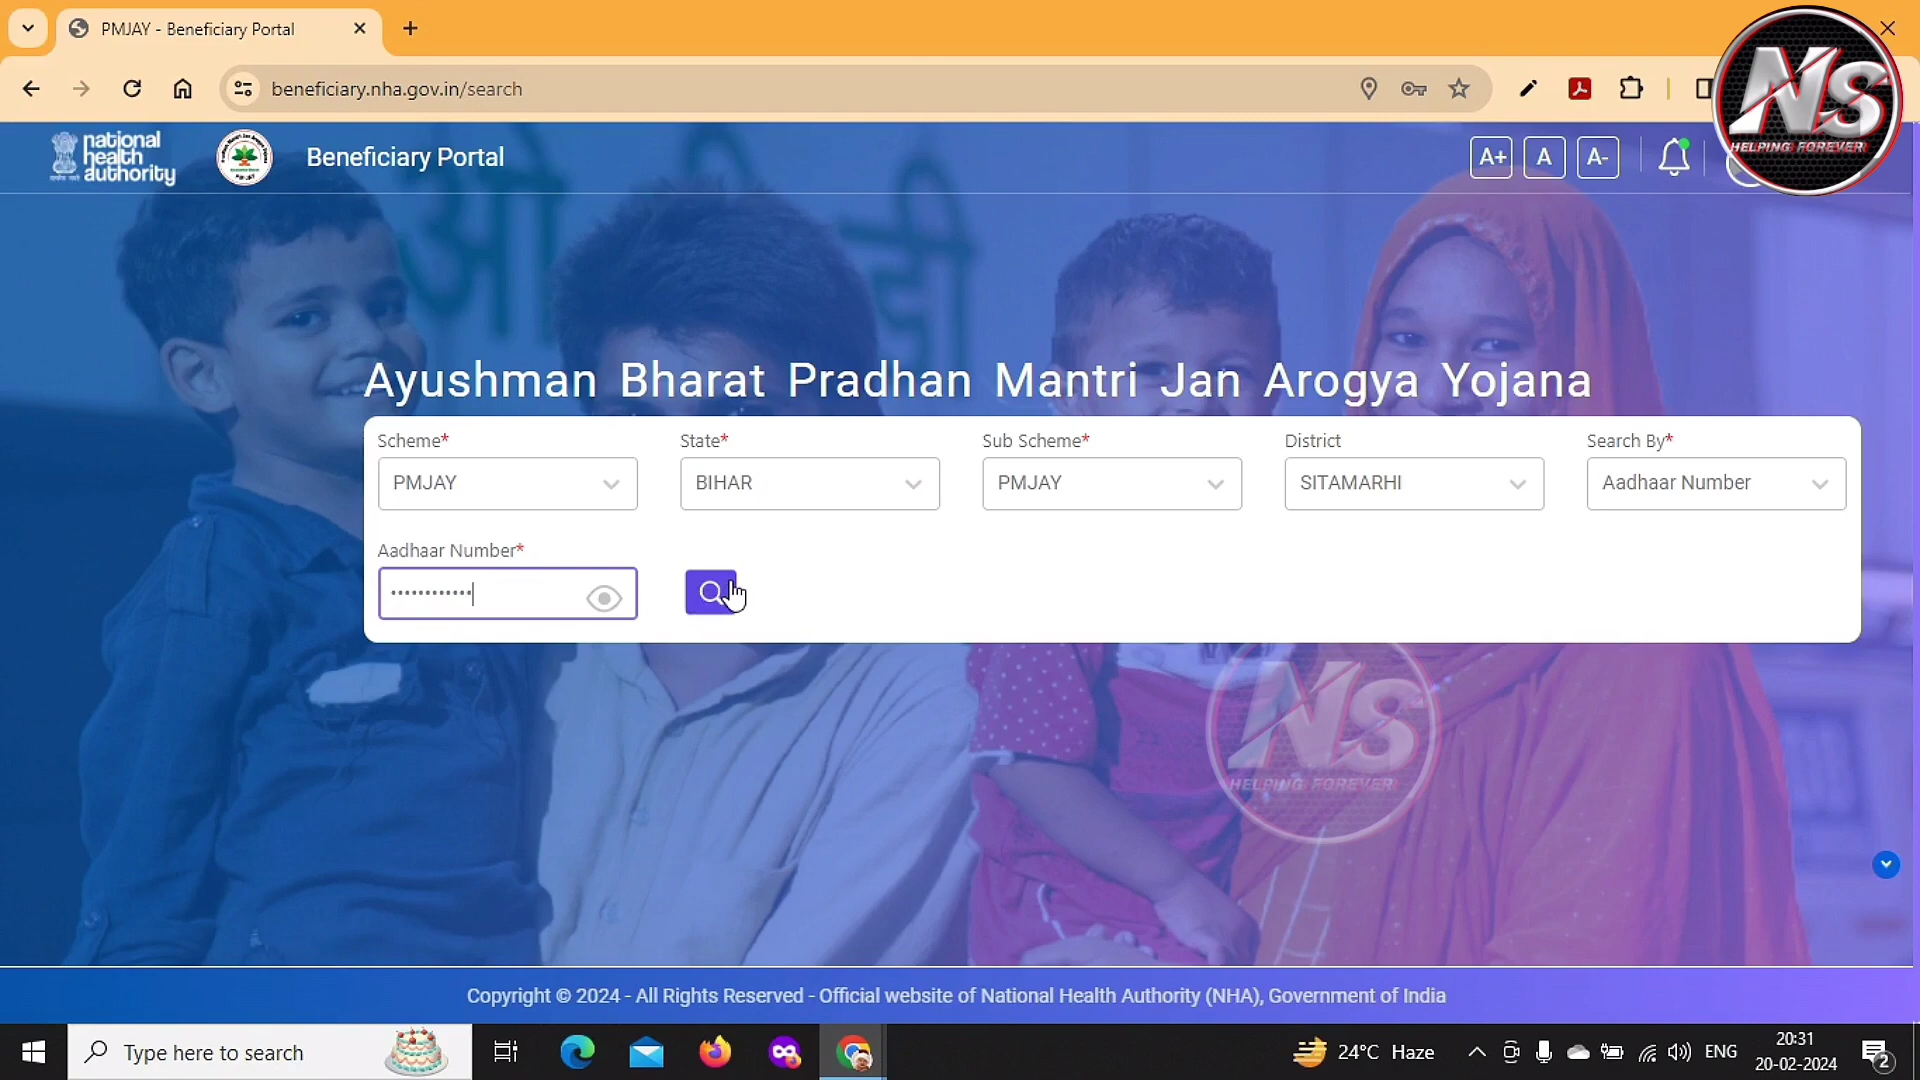 PMJAY - Beneficiary Portal
beneficiary.nha.gov.in/search
national
health
authority
Beneficiary Portal
A+
A
A-
NS
HELPING FOREVER
Ayushman Bharat Pradhan Mantri Jan Arogya Yojana
Scheme*
State*
Sub Scheme*
District
Search By*
PMJAY
BIHAR
PMJAY
SITAMARHI
Aadhaar Number
Aadhaar Number*
••••••••••••
NS
HELPING FOREVER
Copyright © 2024 - All Rights Reserved - Official website of National Health Authority (NHA), Government of India
Type here to search
24°C Haze
ENG
20:31
20-02-2024
2